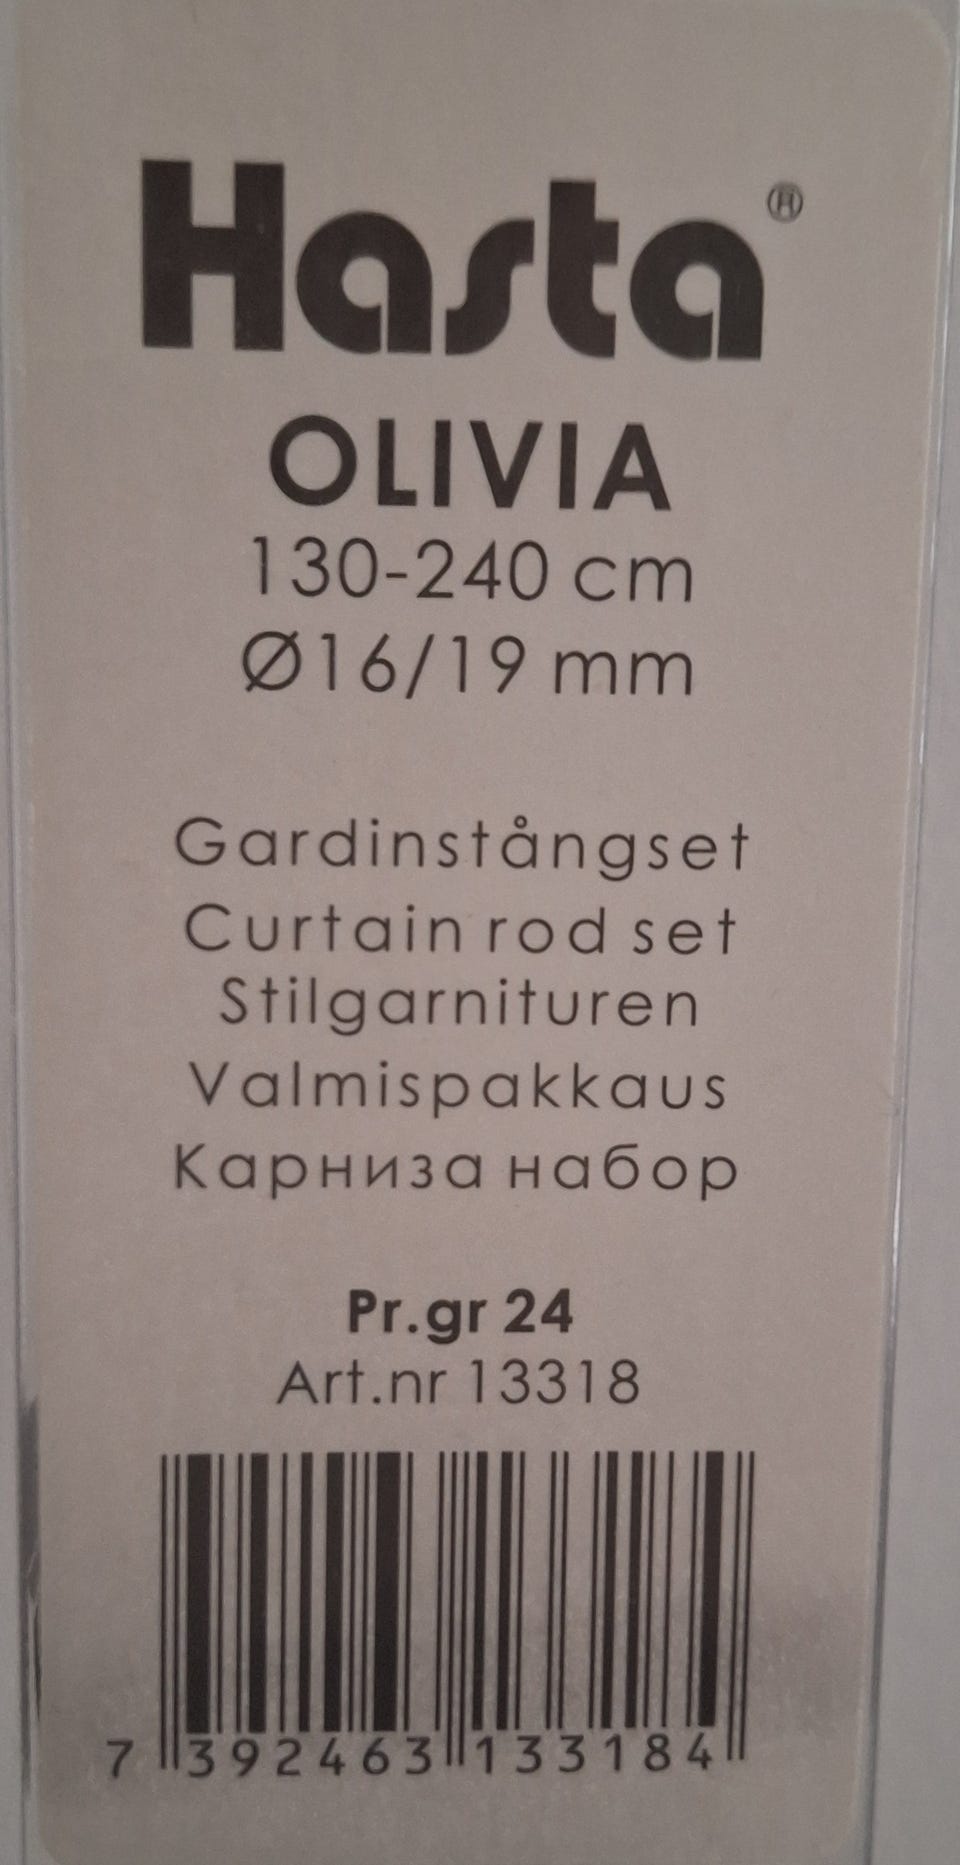 Hasta®
OLIVIA
130-240 cm
Ø16/19 mm
Gardinstångset
Curtain rod set
Stilgarnituren
Valmispakkaus
Карниза набор
Pr.gr 24
Art.nr 13318
7 392463 133184